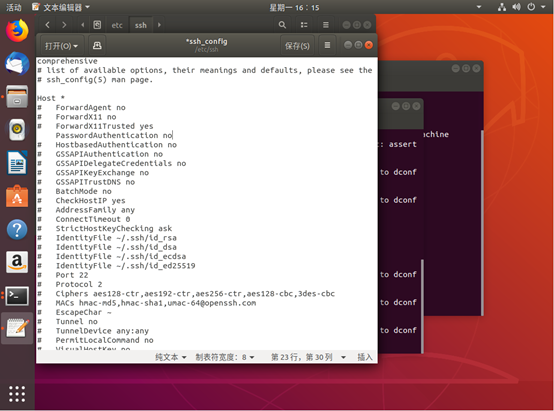 活动
文本编辑器
星期一 16：15
etc
ssh
打开(O)
*ssh_config
/etc/ssh
保存(S)
comprehensive
# list of available options, their meanings and defaults, please see the
# ssh_config(5) man page.
Host *
#   ForwardAgent no
#   ForwardX11 no
#   ForwardX11Trusted yes
    PasswordAuthentication no
#   HostbasedAuthentication no
#   GSSAPIAuthentication no
#   GSSAPIDelegateCredentials no
#   GSSAPIKeyExchange no
#   GSSAPITrustDNS no
#   BatchMode no
#   CheckHostIP yes
#   AddressFamily any
#   ConnectTimeout 0
#   StrictHostKeyChecking ask
#   IdentityFile ~/.ssh/id_rsa
#   IdentityFile ~/.ssh/id_dsa
#   IdentityFile ~/.ssh/id_ecdsa
#   IdentityFile ~/.ssh/id_ed25519
#   Port 22
#   Protocol 2
#   Ciphers aes128-ctr,aes192-ctr,aes256-ctr,aes128-cbc,3des-cbc
#   MACs hmac-md5,hmac-sha1,umac-64@openssh.com
#   EscapeChar ~
#   Tunnel no
#   TunnelDevice any:any
#   PermitLocalCommand no
#   VisualHostKey no
纯文本
制表符宽度：8
第 23 行，第 30 列
插入
achine
: assert
to dconf
to dconf
to dconf
to dconf
to dconf